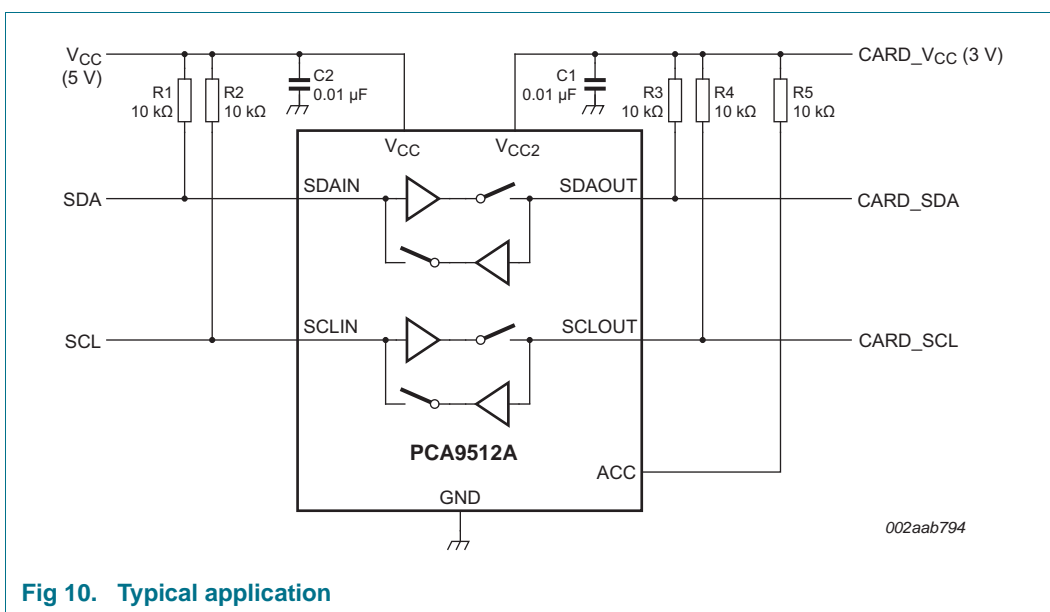 VCC
(5 V)
R1
10 kΩ
R2
10 kΩ
C2
0.01 µF
C1
0.01 µF
R3
10 kΩ
R4
10 kΩ
R5
10 kΩ
CARD_VCC (3 V)
VCC
VCC2
SDA
SDAIN
SDAOUT
CARD_SDA
SCL
SCLIN
SCLOUT
CARD_SCL
PCA9512A
ACC
GND
002aab794
Fig 10. Typical application